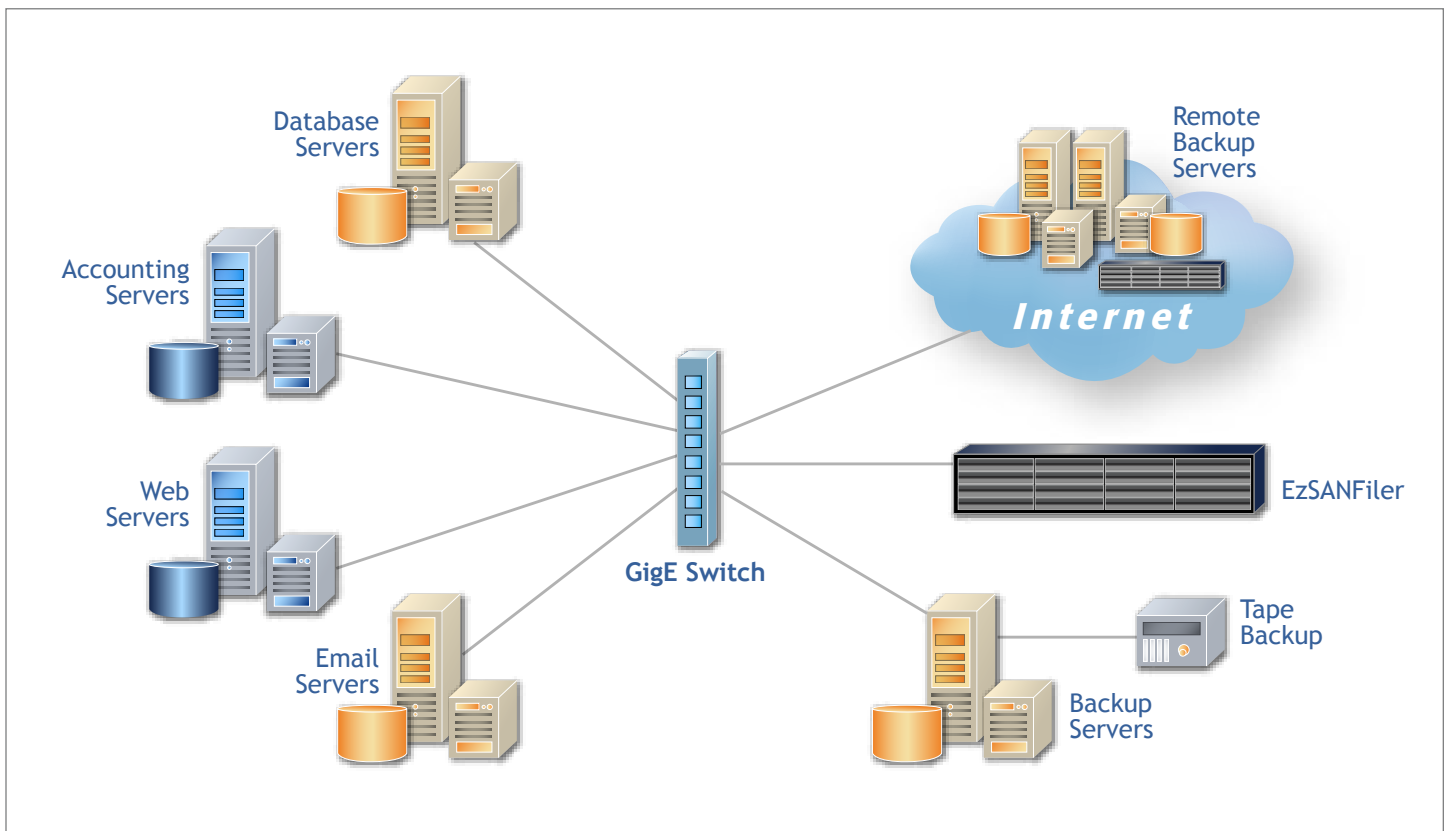 Database
Servers
Remote
Backup
Servers
Accounting
Servers
Internet
Web
Servers
EzSANFiler
GigE Switch
Email
Servers
Tape
Backup
Backup
Servers